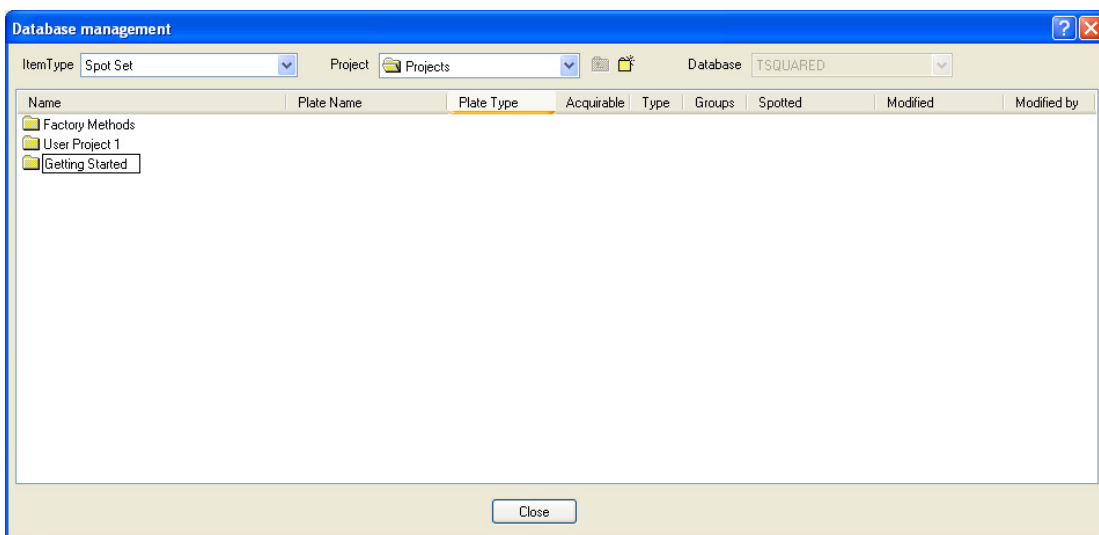 Database management
ItemType Spot Set Project Projects Database TSQUARED
Name Plate Name Plate Type Acquirable Type Groups Spotted Modified Modified by
Factory Methods
User Project 1
Getting Started
Close